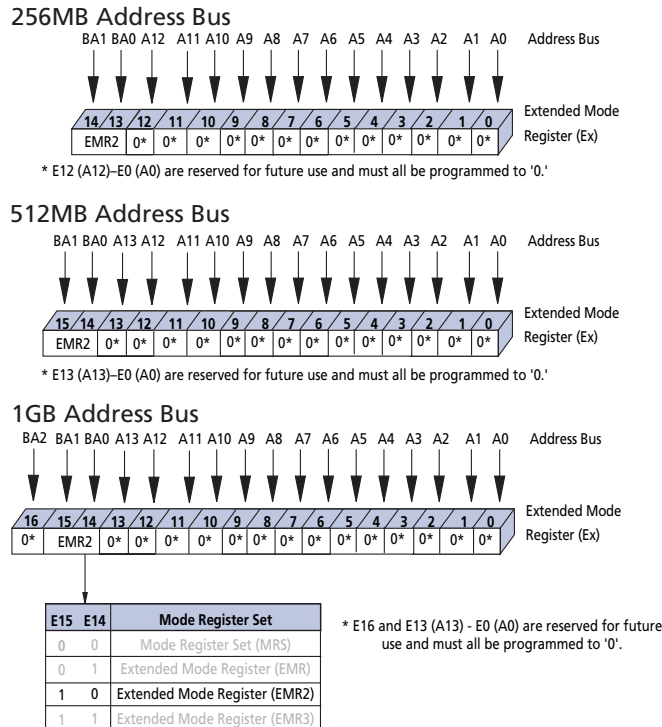 256MB Address Bus
BA1 BA0 A12 A11 A10 A9 A8 A7 A6 A5 A4 A3 A2 A1 A0 Address Bus
14 13 12 11 10 9 8 7 6 5 4 3 2 1 0 Extended Mode
EMR2 0* 0* 0* 0* 0* 0* 0* 0* 0* 0* 0* 0* 0* Register (Ex)
* E12 (A12)–E0 (A0) are reserved for future use and must all be programmed to '0.'
512MB Address Bus
BA1 BA0 A13 A12 A11 A10 A9 A8 A7 A6 A5 A4 A3 A2 A1 A0 Address Bus
15 14 13 12 11 10 9 8 7 6 5 4 3 2 1 0 Extended Mode
EMR2 0* 0* 0* 0* 0* 0* 0* 0* 0* 0* 0* 0* 0* 0* Register (Ex)
* E13 (A13)–E0 (A0) are reserved for future use and must all be programmed to '0.'
1GB Address Bus
BA2 BA1 BA0 A13 A12 A11 A10 A9 A8 A7 A6 A5 A4 A3 A2 A1 A0 Address Bus
16 15 14 13 12 11 10 9 8 7 6 5 4 3 2 1 0 Extended Mode
0* EMR2 0* 0* 0* 0* 0* 0* 0* 0* 0* 0* 0* 0* 0* 0* Register (Ex)
E15 E14 Mode Register Set
0 0 Mode Register Set (MRS)
0 1 Extended Mode Register (EMR)
1 0 Extended Mode Register (EMR2)
1 1 Extended Mode Register (EMR3)
* E16 and E13 (A13) - E0 (A0) are reserved for future
use and must all be programmed to '0'.